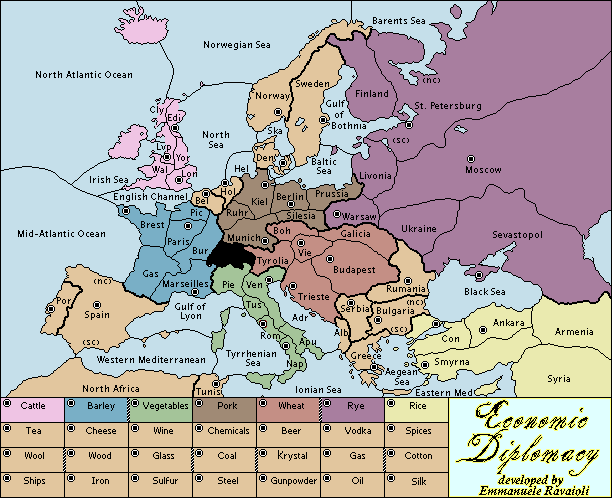 Barents Sea
Norwegian Sea
North Atlantic Ocean
(nc)
Sweden
Finland
Norway
Cly
Edi
St. Petersburg
Gulf
of
Bothnia
Ska
North
Sea
(sc)
Lvp
Yor
Den
Baltic
Sea
Moscow
Hel
Livonia
Irish Sea
Wal
Lon
English Channel
Hol
Bel
Kiel
Berlin
Prussia
Ruhr
Silesia
Warsaw
Pic
Brest
Paris
Mid-Atlantic Ocean
Munich
Boh
Galicia
Ukraine
Sevastopol
Bur
Vie
Tyrolia
Budapest
Gas
Marseilles
Pie
Ven
Trieste
Rumania
Black Sea
(nc)
Gulf of
Lyon
Tus
Por
Spain
Adr
Serbia
Bulgaria
(nc)
(sc)
Rom
Apu
Alb
Con
Ankara
Armenia
(sc)
Western Mediterranean
Tyrrhenian
Sea
Nap
Greece
Aegean
Sea
Smyrna
Syria
North Africa
Tunis
Ionian Sea
Eastern Med
Cattle
Barley
Vegetables
Pork
Wheat
Rye
Rice
Tea
Cheese
Wine
Chemicals
Beer
Vodka
Spices
Wool
Wood
Glass
Coal
Krystal
Gas
Cotton
Ships
Iron
Sulfur
Steel
Gunpowder
Oil
Silk
Economic
Diplomacy
developed by
Emmanuele Ravaioli